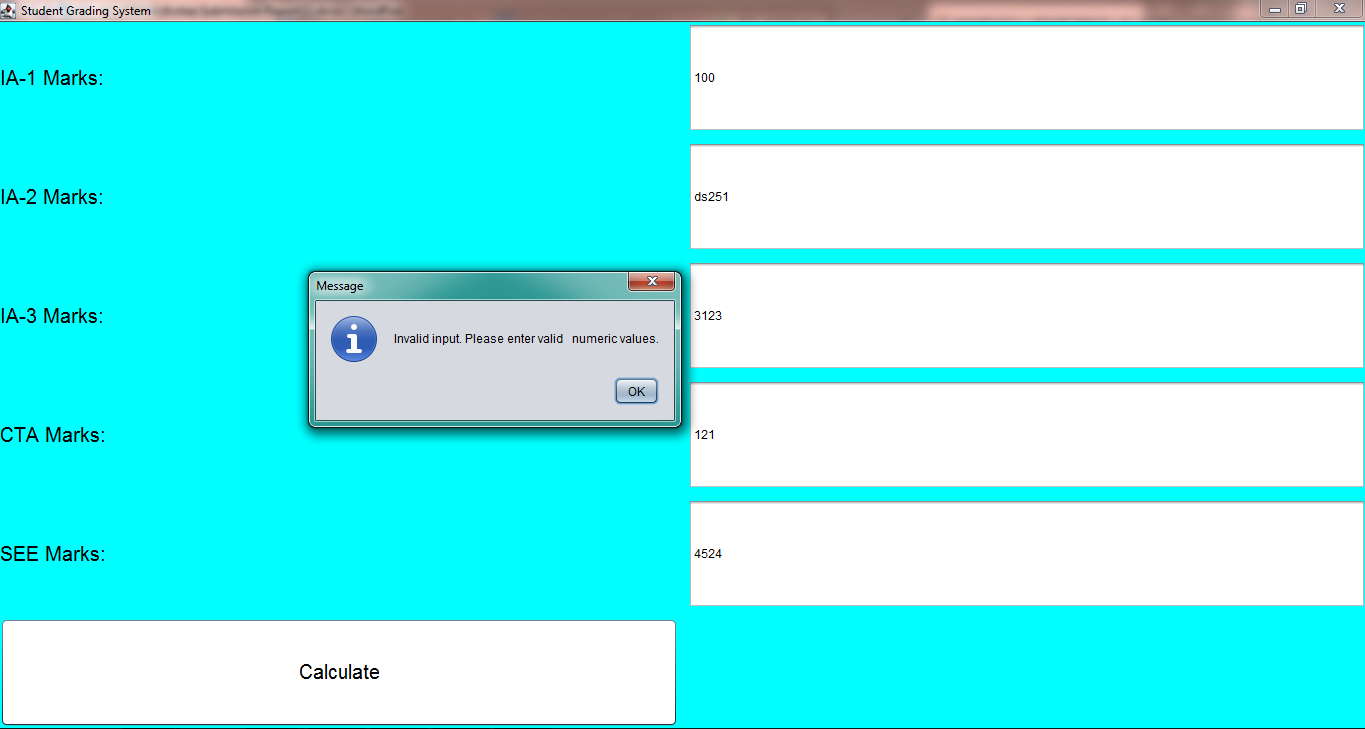 Student Grading System
IA-1 Marks:
100
IA-2 Marks:
ds251
IA-3 Marks:
3123
Message
Invalid input. Please enter valid   numeric values.
OK
CTA Marks:
121
SEE Marks:
4524
Calculate